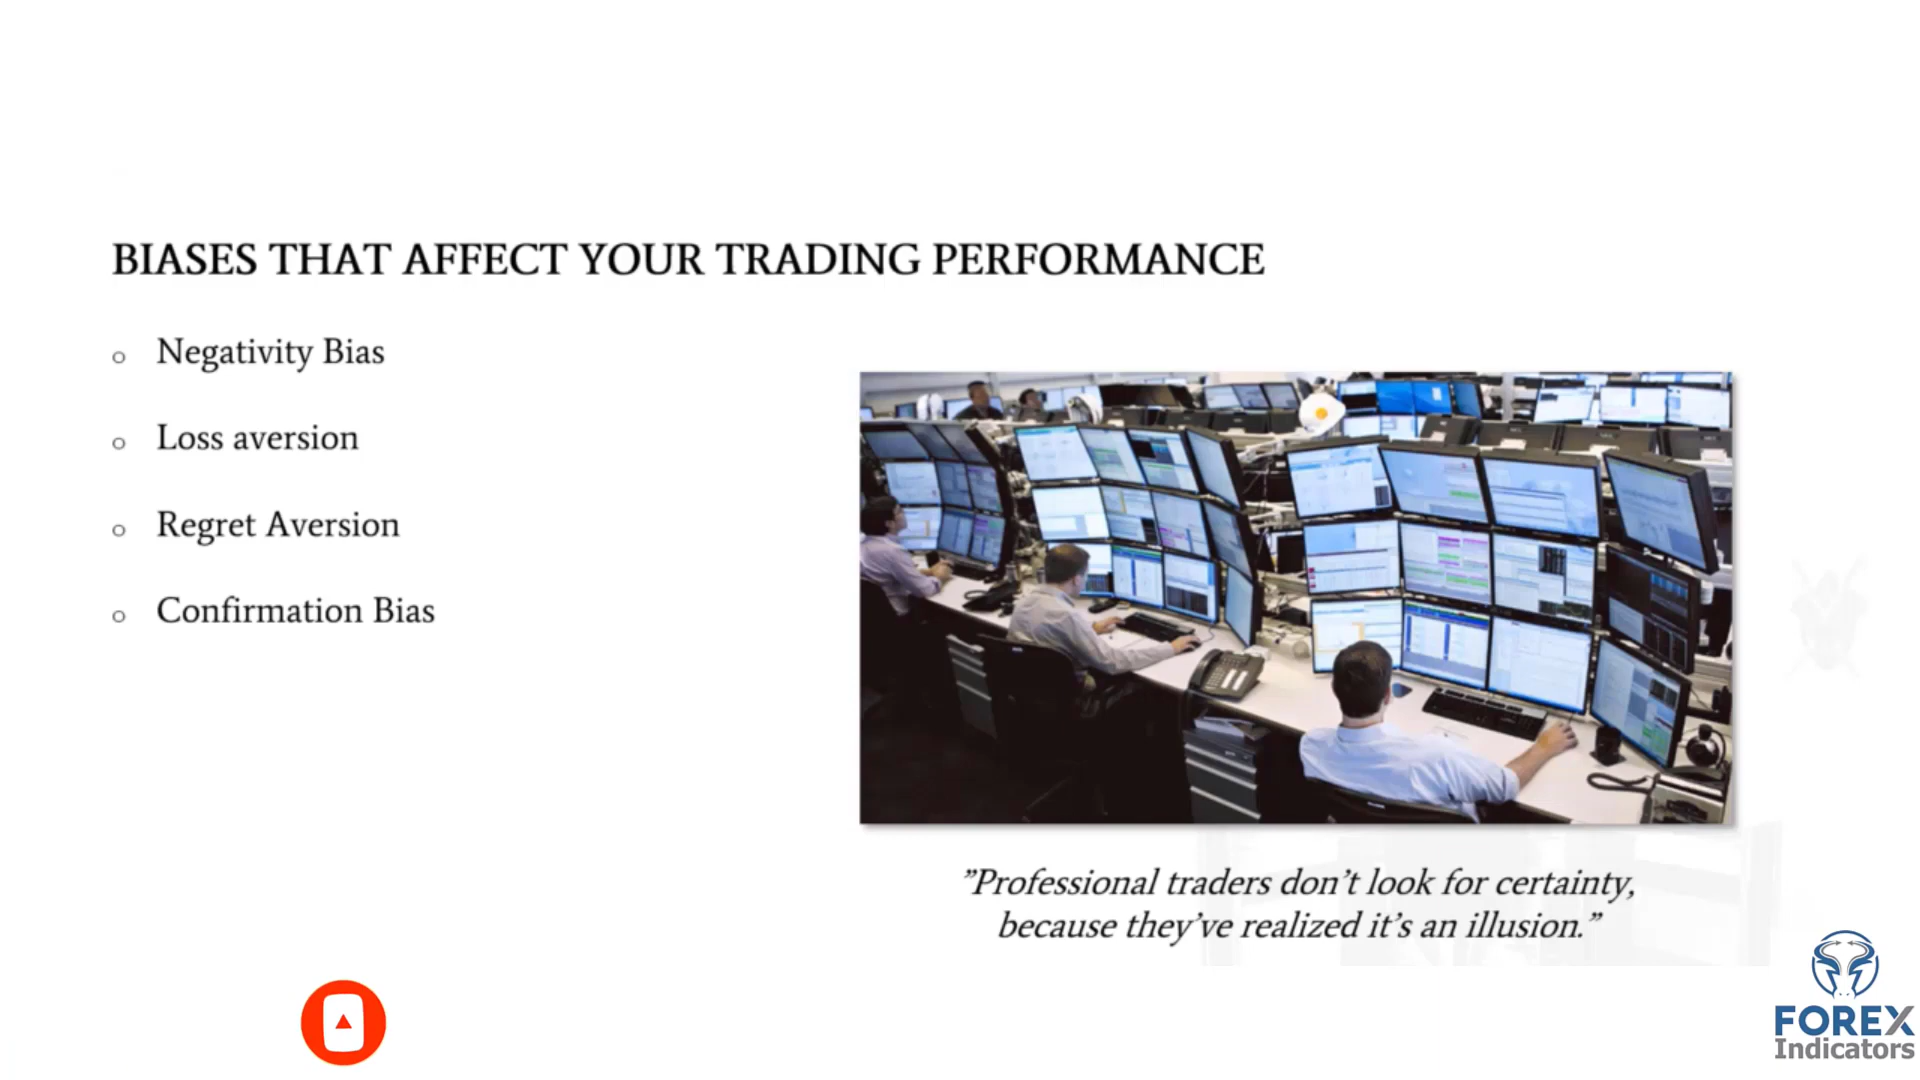 BIASES THAT AFFECT YOUR TRADING PERFORMANCE
Negativity Bias
Loss aversion
Regret Aversion
Confirmation Bias
”Professional traders don’t look for certainty,
because they’ve realized it’s an illusion.”
FOREX
Indicators